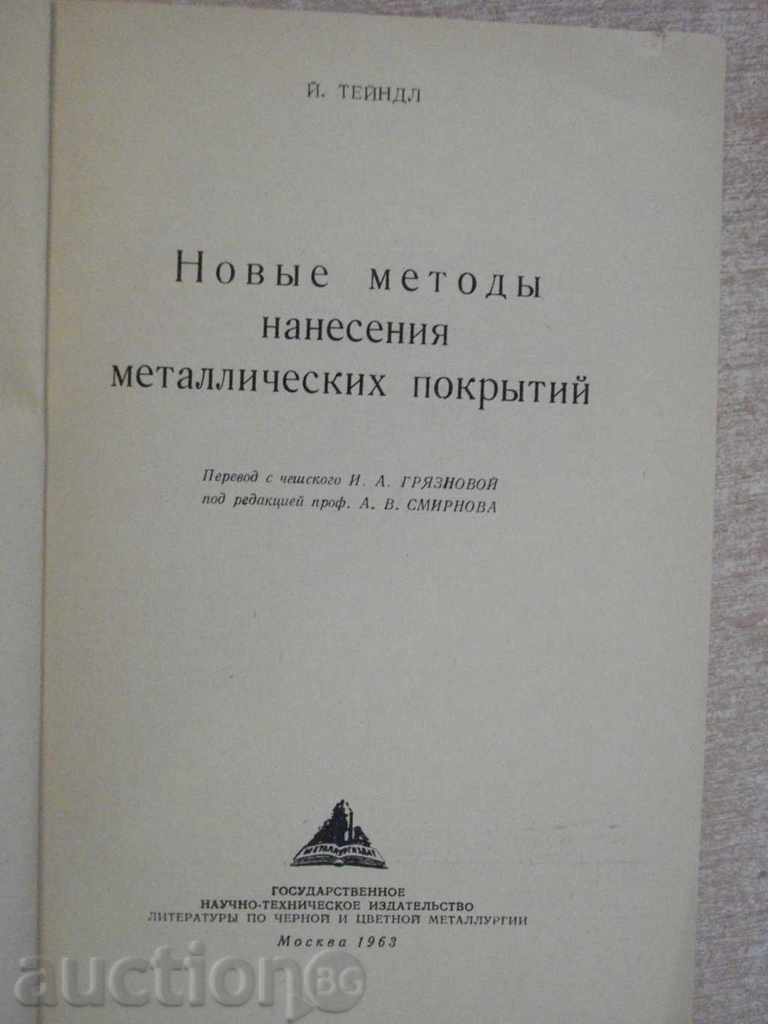 Й. ТЕЙНДЛ
Новые методы
нанесения
металлических покрытий
Перевод с чешского И. А. ГРЯЗНОВОЙ
под редакцией проф. А. В. СМИРНОВА
МЕТАЛЛУРГИЗДАТ
ГОСУДАРСТВЕННОЕ
НАУЧНО-ТЕХНИЧЕСКОЕ ИЗДАТЕЛЬСТВО
ЛИТЕРАТУРЫ ПО ЧЕРНОЙ И ЦВЕТНОЙ МЕТАЛЛУРГИИ
Москва 1963
auction BG